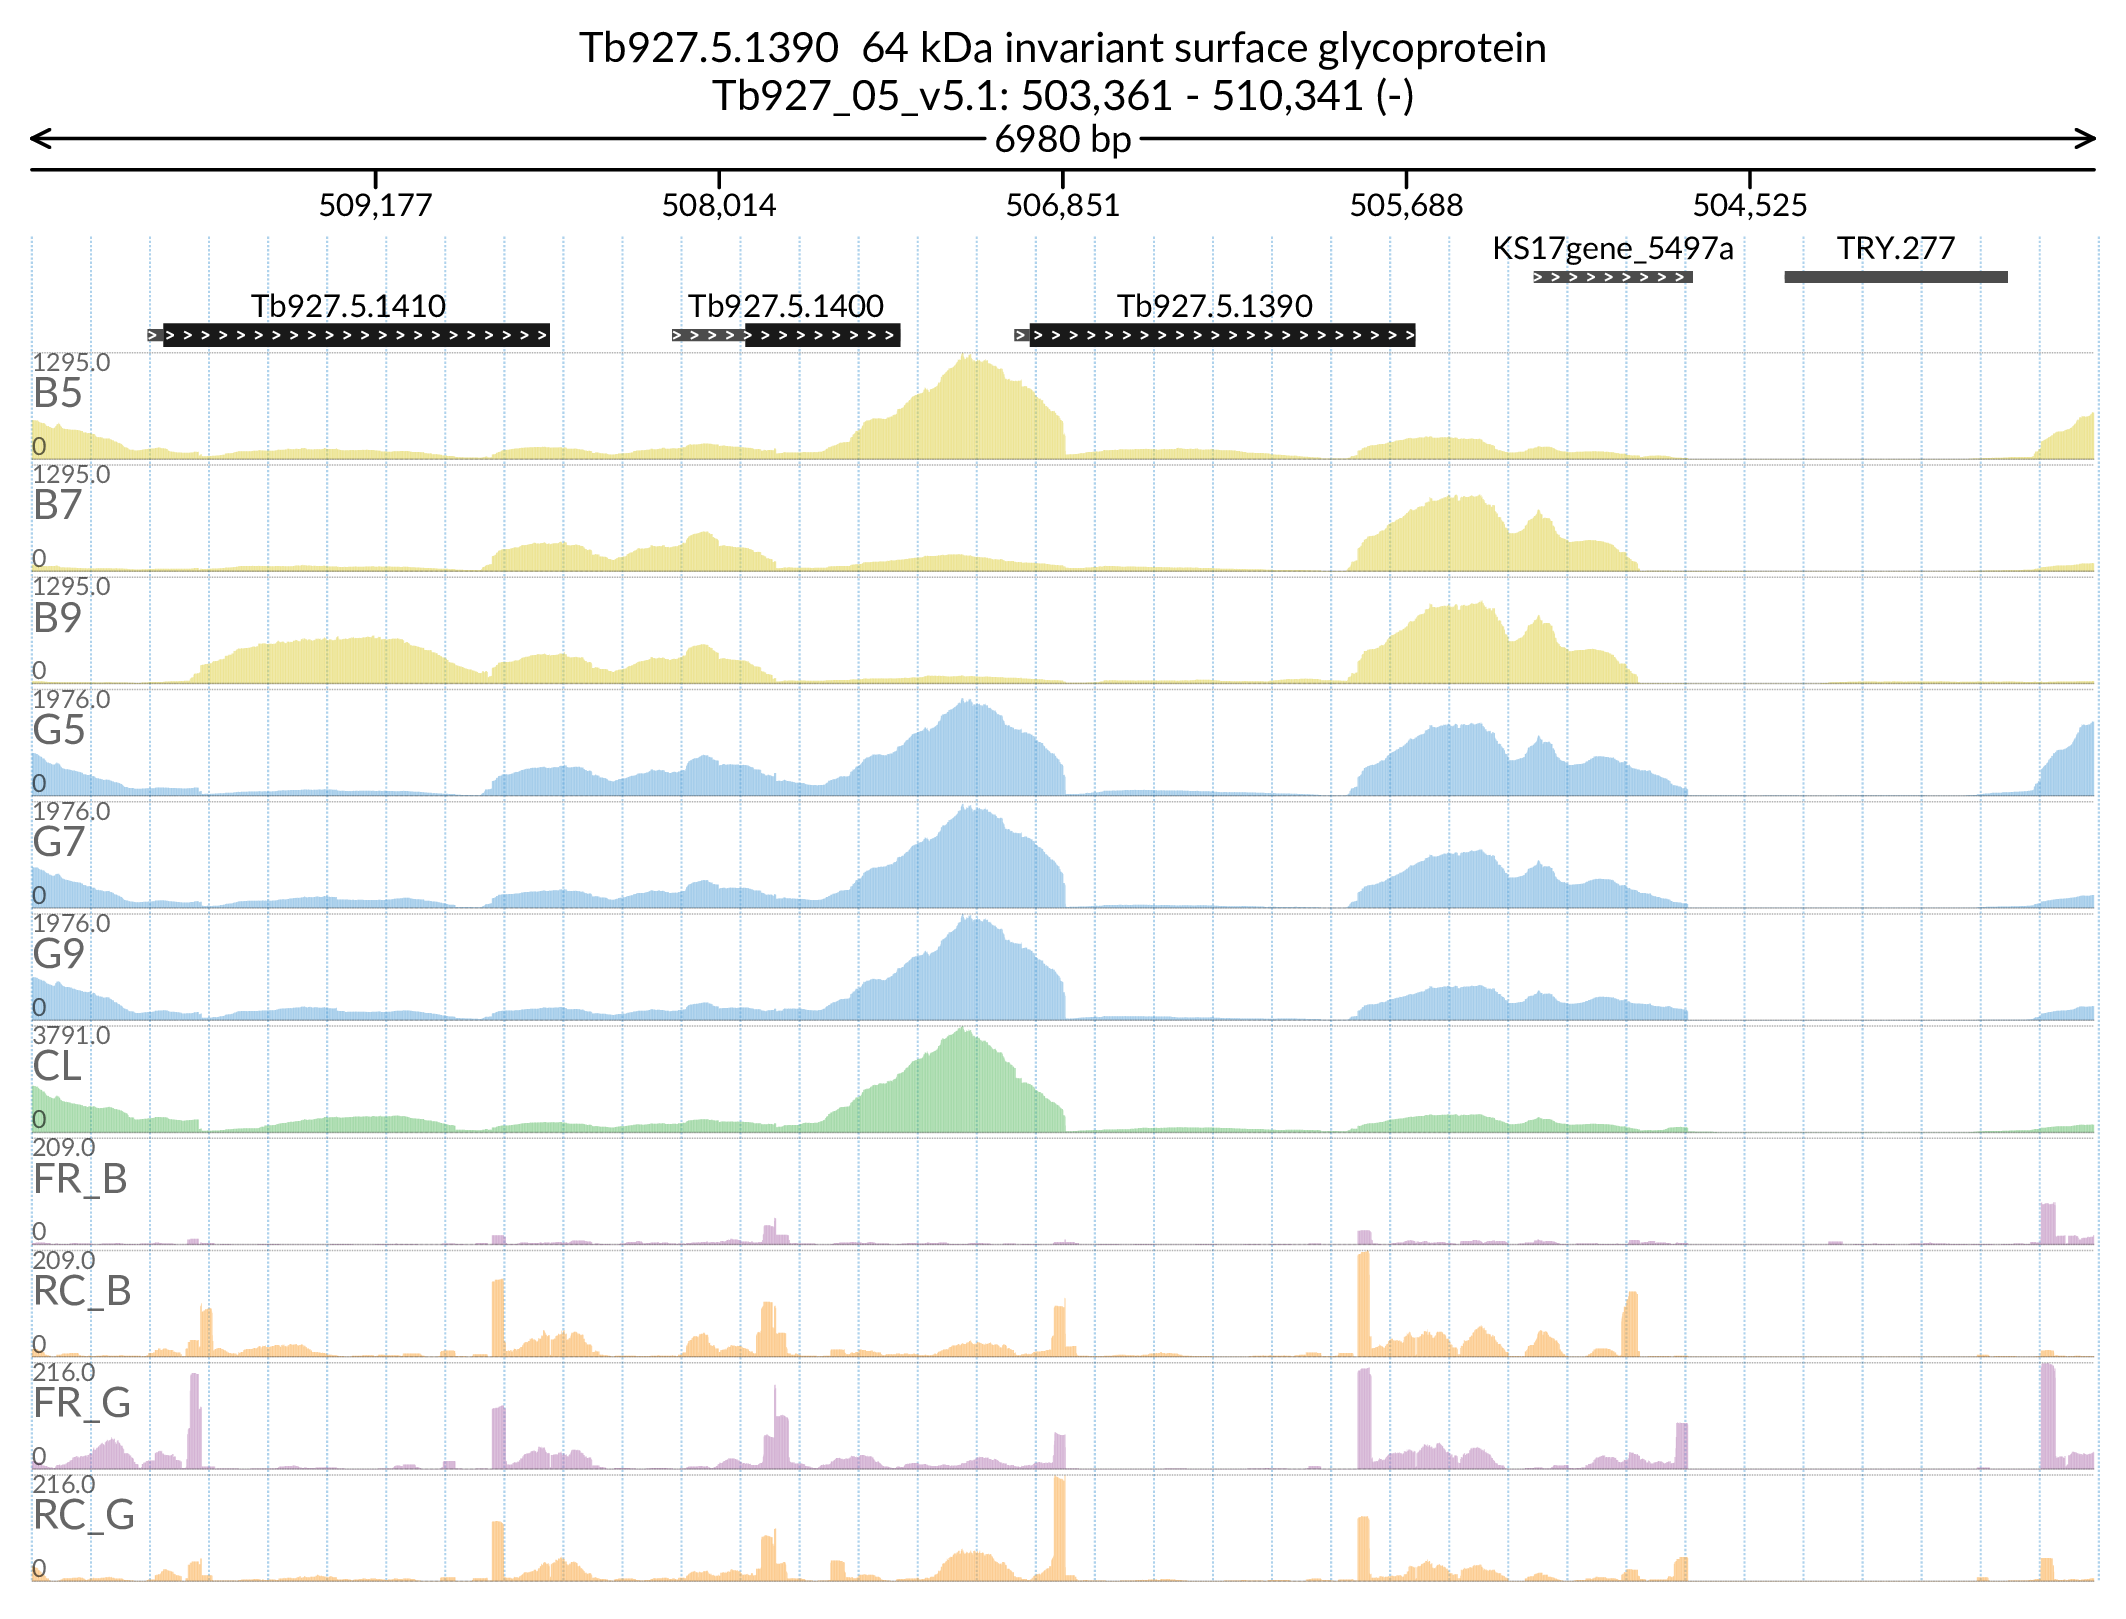 Tb927.5.1390  64 kDa invariant surface glycoprotein
Tb927_05_v5.1: 503,361 - 510,341 (-)
6980 bp
509,177 508,014 506,851 505,688 504,525
KS17gene_5497a TRY.277
Tb927.5.1410 Tb927.5.1400 Tb927.5.1390
1295.0
B5
0
1295.0
B7
0
1295.0
B9
0
1976.0
G5
0
1976.0
G7
0
1976.0
G9
0
3791.0
CL
0
209.0
FR_B
0
209.0
RC_B
0
216.0
FR_G
0
216.0
RC_G
0